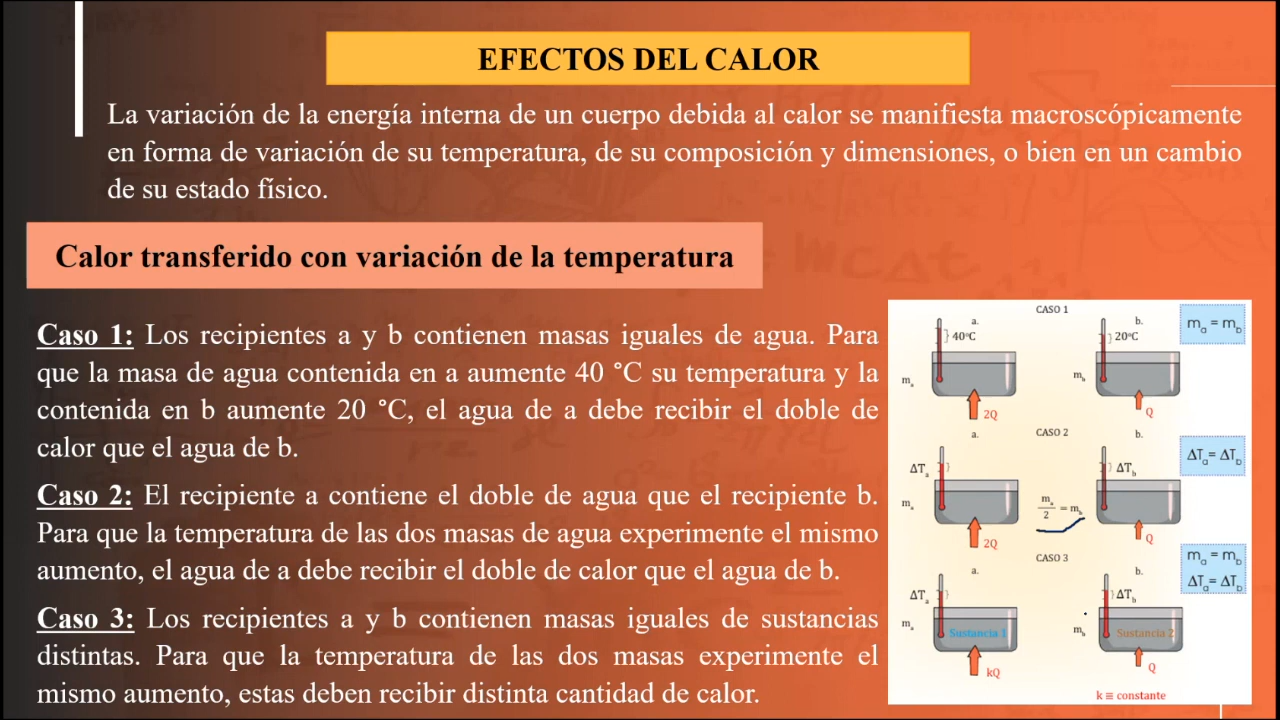 EFECTOS DEL CALOR
La variación de la energía interna de un cuerpo debida al calor se manifiesta macroscópicamente
en forma de variación de su temperatura, de su composición y dimensiones, o bien en un cambio
de su estado físico.
Calor transferido con variación de la temperatura
Caso 1: Los recipientes a y b contienen masas iguales de agua. Para
que la masa de agua contenida en a aumente 40 °C su temperatura y la
contenida en b aumente 20 °C, el agua de a debe recibir el doble de
calor que el agua de b.
Caso 2: El recipiente a contiene el doble de agua que el recipiente b.
Para que la temperatura de las dos masas de agua experimente el mismo
aumento, el agua de a debe recibir el doble de calor que el agua de b.
Caso 3: Los recipientes a y b contienen masas iguales de sustancias
distintas. Para que la temperatura de las dos masas experimente el
mismo aumento, estas deben recibir distinta cantidad de calor.
CASO 1
a. b.
40°C 20°C
mₐ = m_b
mₐ m_b
2Q Q
CASO 2
a. b.
ΔTₐ ΔT_b
ΔTₐ = ΔT_b
mₐ mₐ/2 = m_b
2Q Q
CASO 3
a. b.
mₐ = m_b
ΔTₐ = ΔT_b
ΔTₐ ΔT_b
mₐ m_b
Sustancia 1 Sustancia 2
kQ Q
k ≡ constante
mCΔt